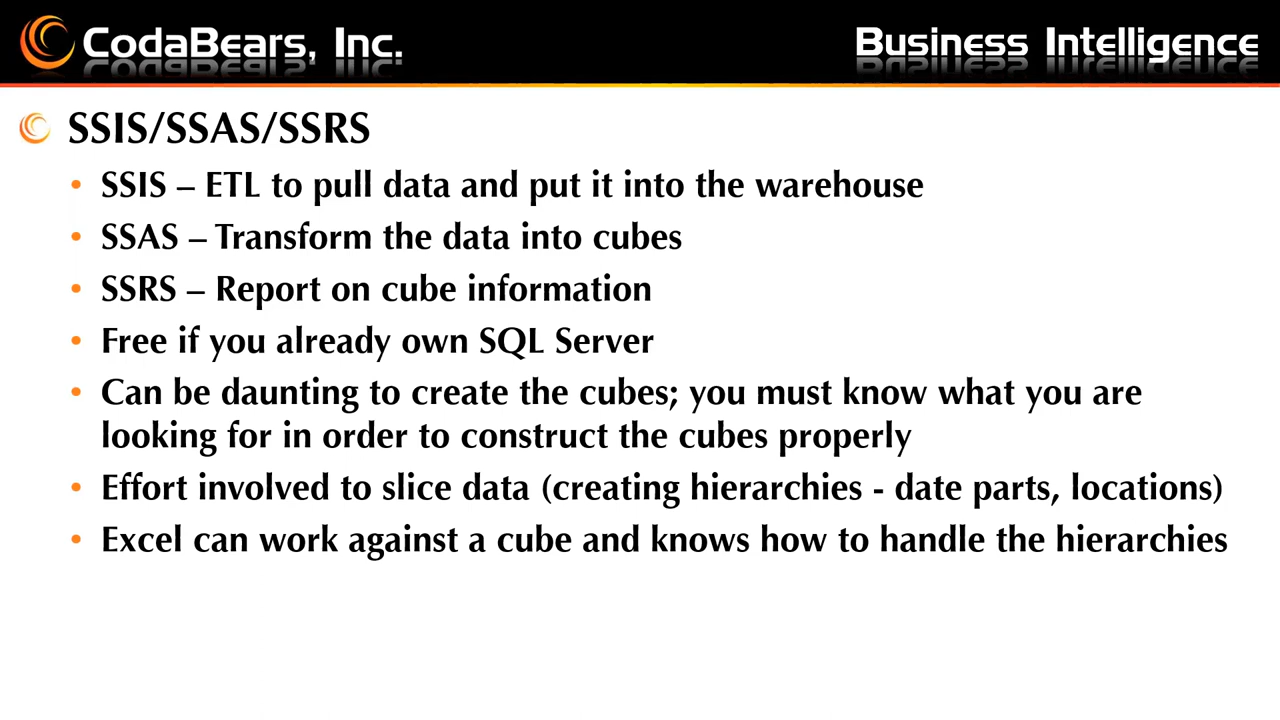 CodaBears, Inc.
Business Intelligence
SSIS/SSAS/SSRS
• SSIS – ETL to pull data and put it into the warehouse
• SSAS – Transform the data into cubes
• SSRS – Report on cube information
• Free if you already own SQL Server
• Can be daunting to create the cubes; you must know what you are
looking for in order to construct the cubes properly
• Effort involved to slice data (creating hierarchies - date parts, locations)
• Excel can work against a cube and knows how to handle the hierarchies